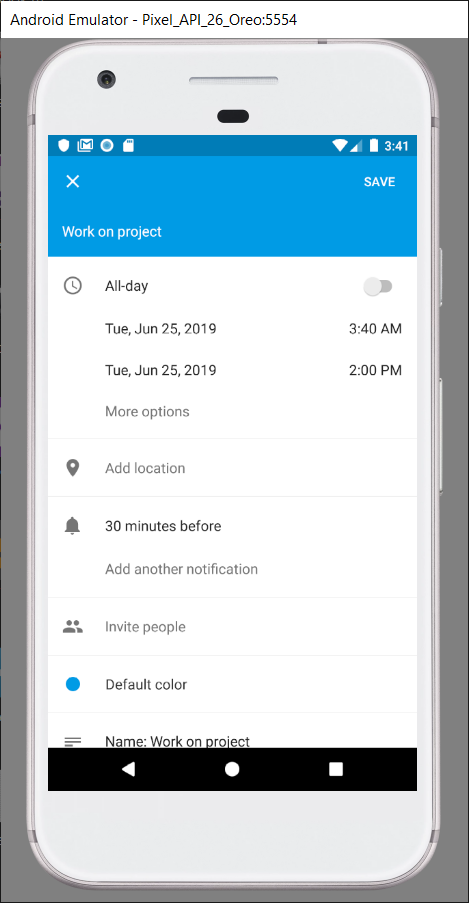 Android Emulator - Pixel_API_26_Oreo:5554
3:41
SAVE
Work on project
All-day
Tue, Jun 25, 2019 3:40 AM
Tue, Jun 25, 2019 2:00 PM
More options
Add location
30 minutes before
Add another notification
Invite people
Default color
Name: Work on project